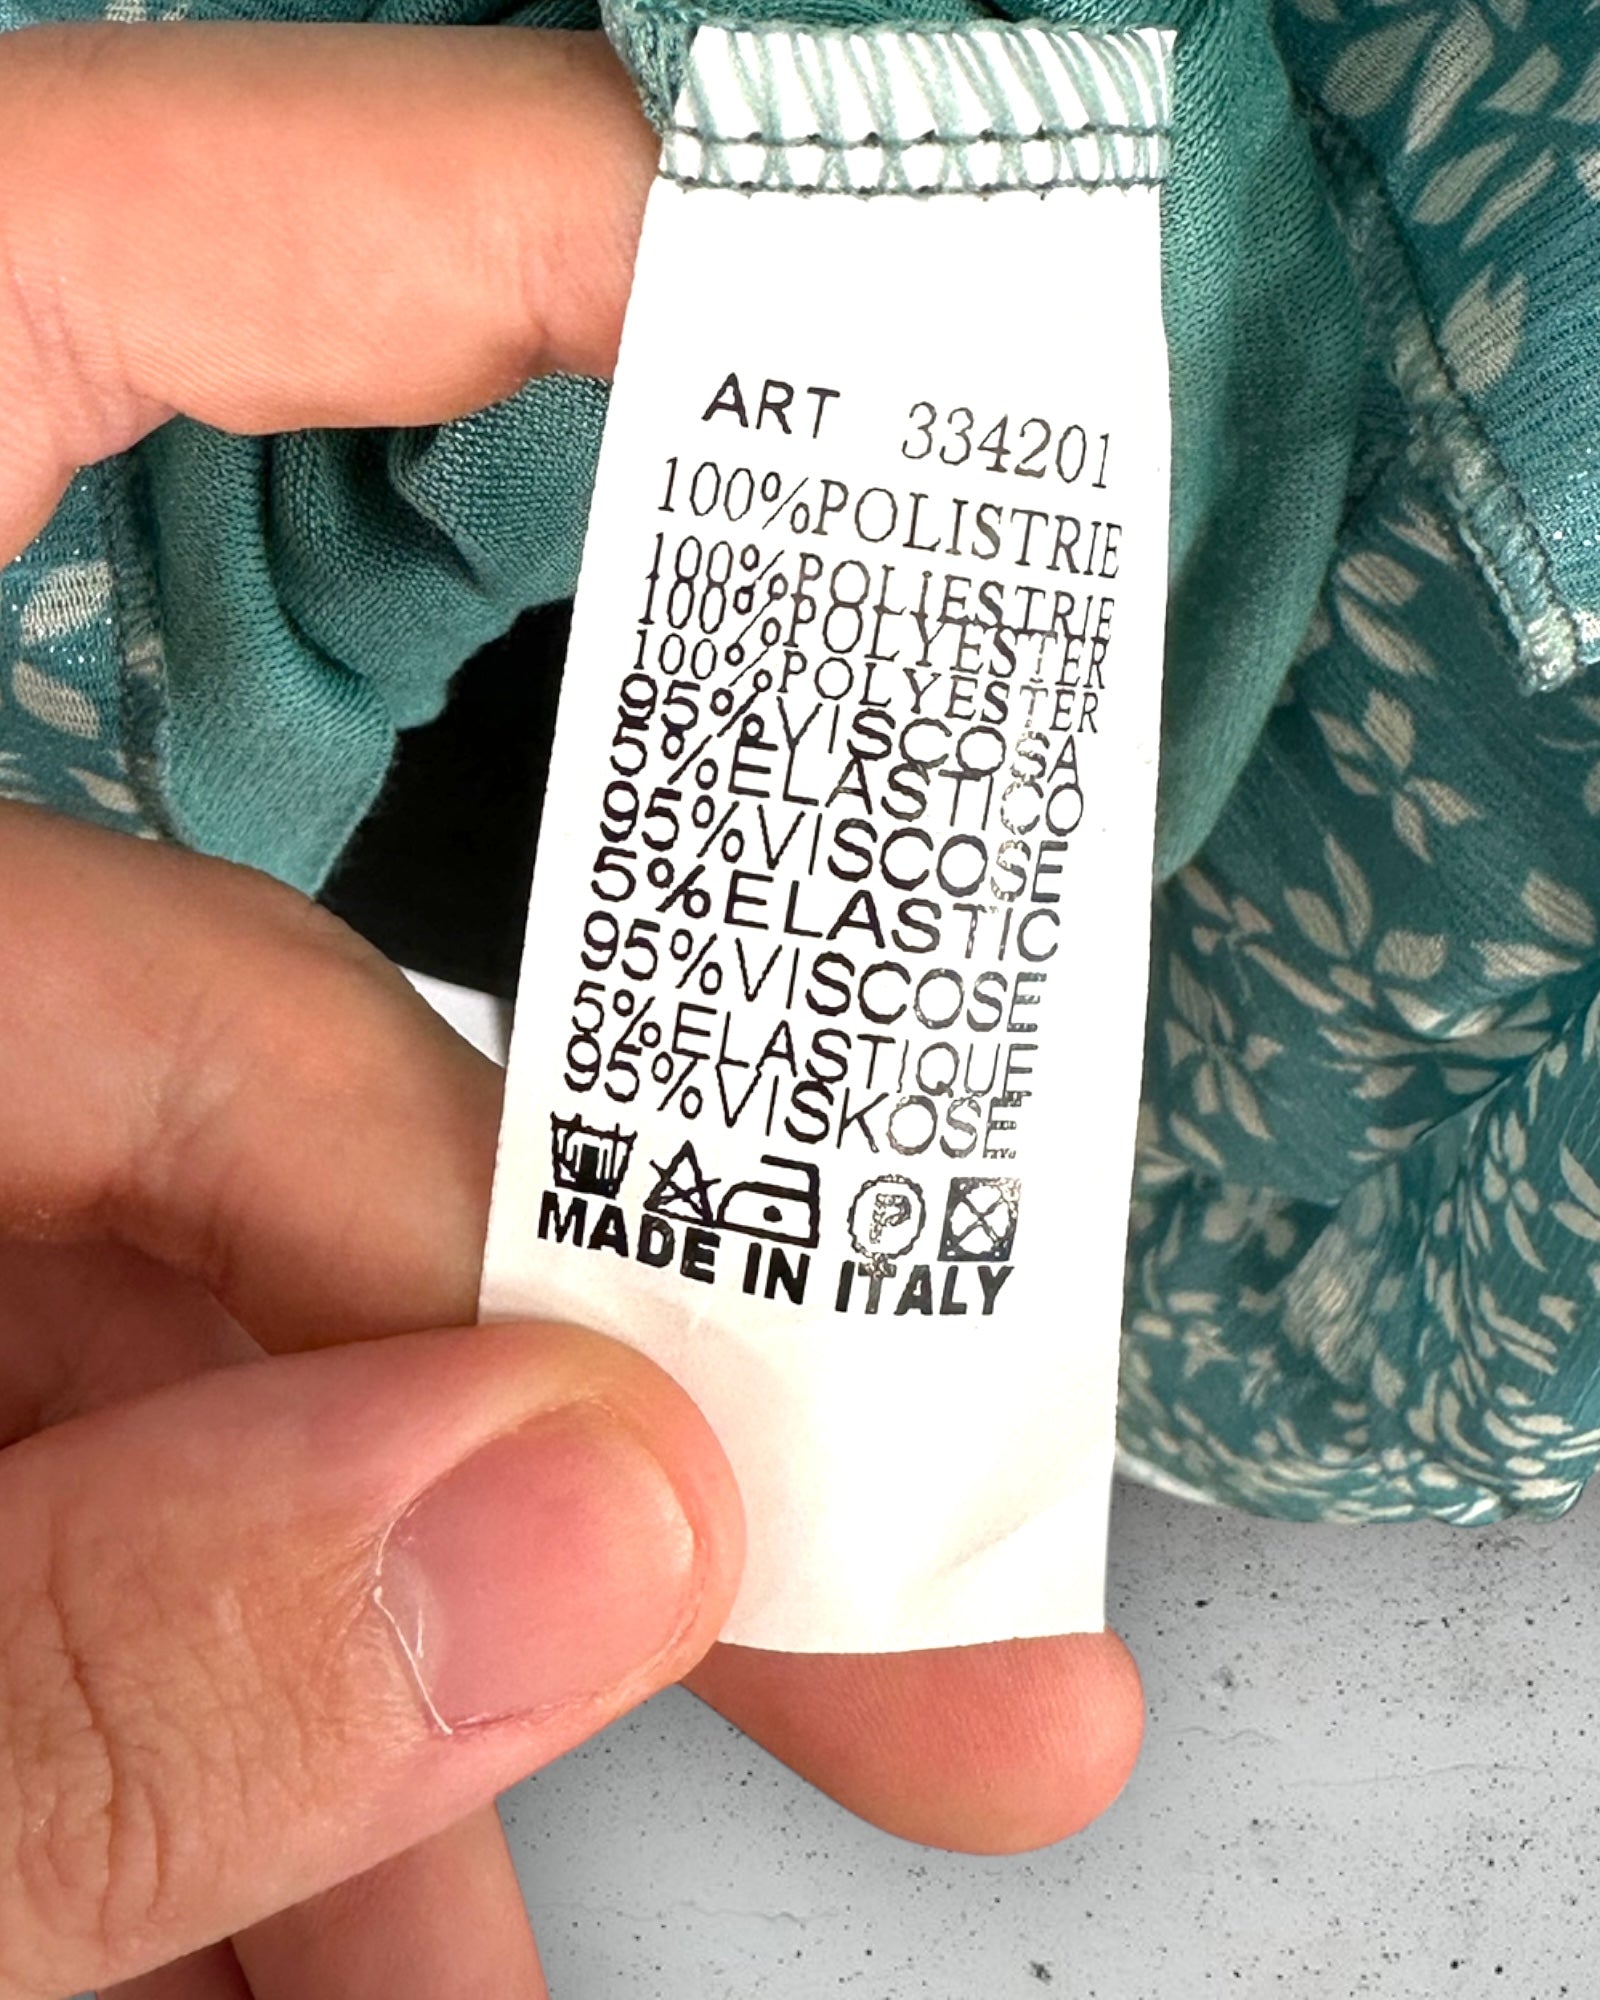 ART 334201
100%POLISTRIE
100%POLIESTRIE
100%POLYESTER
100%POLYESTER
95%VISCOSA
5%ELASTICO
95%VISCOSE
5%ELASTIC
95%VISCOSE
5%ELASTIQUE
95%VISKOSE
P
MADE IN ITALY